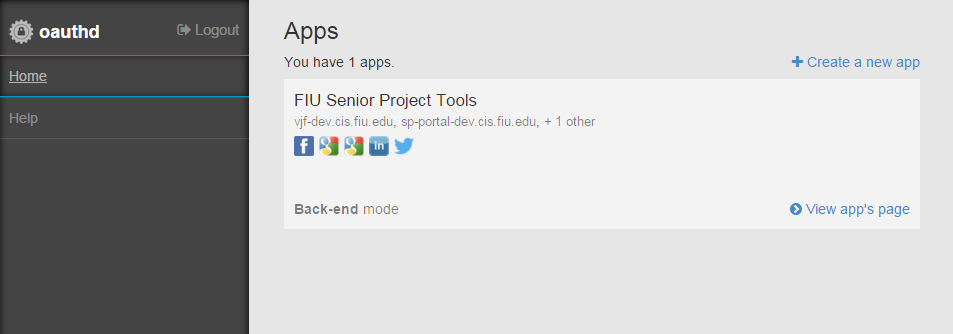 oauthd
Logout
Home
Help
Apps
You have 1 apps.
Create a new app
FIU Senior Project Tools
vjf-dev.cis.fiu.edu, sp-portal-dev.cis.fiu.edu, + 1 other
f g g in
Back-end mode
View app's page